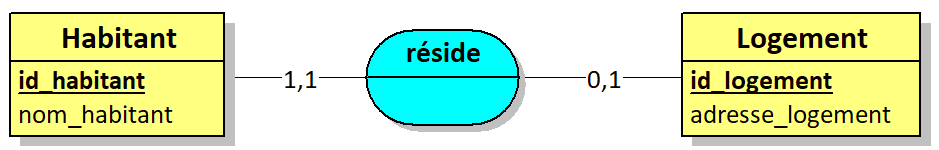 Habitant
id_habitant
nom_habitant
1,1
réside
0,1
Logement
id_logement
adresse_logement